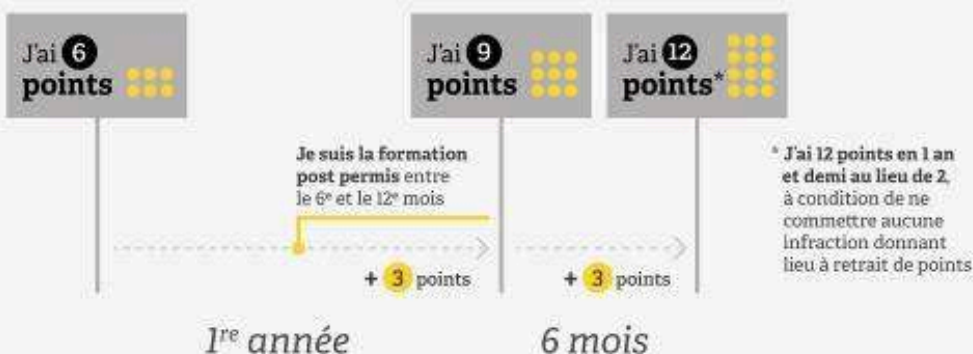 J'ai 6
points
J'ai 9
points
J'ai 12
points*
Je suis la formation
post permis entre
le 6e et le 12e mois
* J'ai 12 points en 1 an
et demi au lieu de 2,
à condition de ne
commettre aucune
infraction donnant
lieu à retrait de points
+ 3 points
+ 3 points
1re année
6 mois